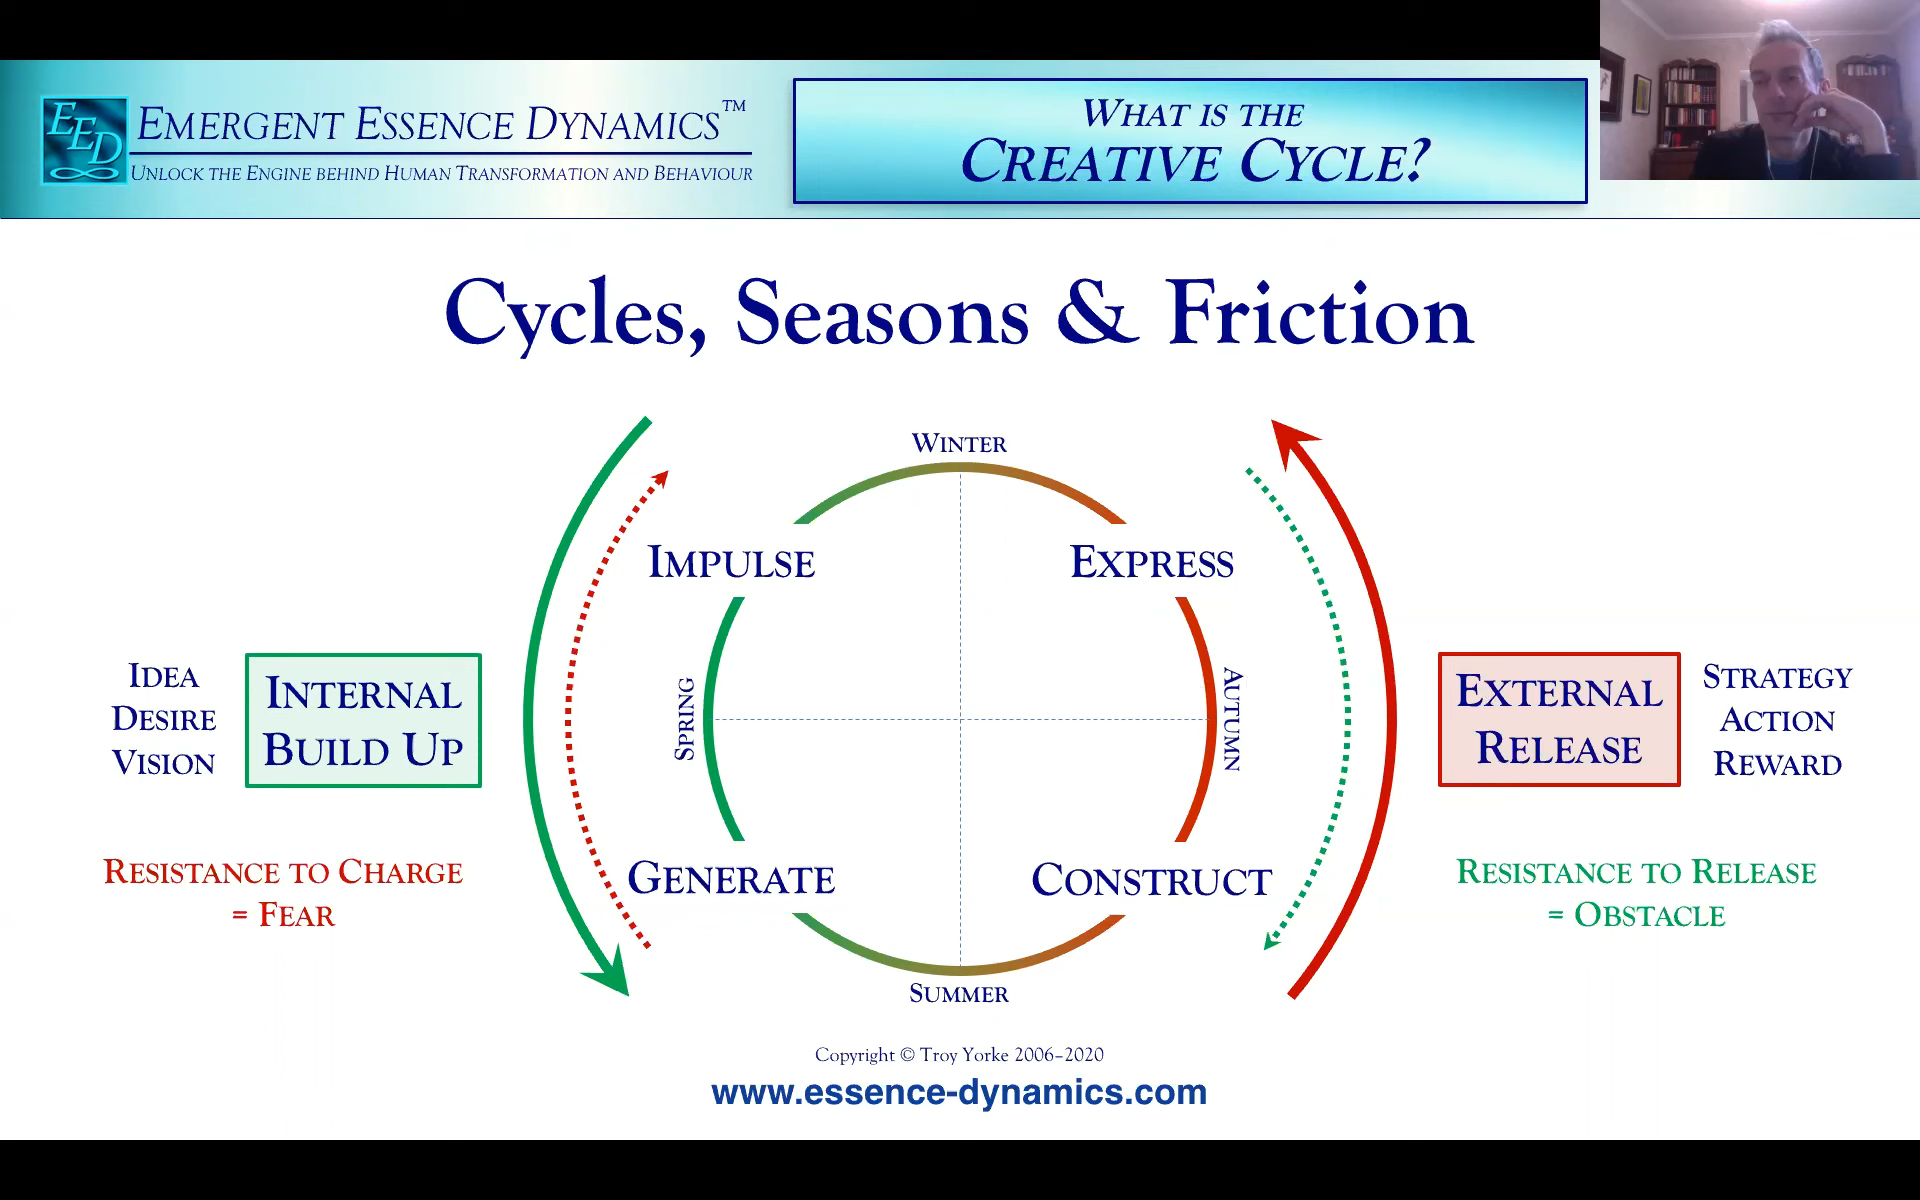 EED
EMERGENT ESSENCE DYNAMICS™
UNLOCK THE ENGINE BEHIND HUMAN TRANSFORMATION AND BEHAVIOUR
WHAT IS THE
CREATIVE CYCLE?
Cycles, Seasons & Friction
WINTER
IMPULSE
EXPRESS
IDEA
DESIRE
VISION
INTERNAL
BUILD UP
SPRING
AUTUMN
EXTERNAL
RELEASE
STRATEGY
ACTION
REWARD
RESISTANCE TO CHARGE
= FEAR
GENERATE
CONSTRUCT
RESISTANCE TO RELEASE
= OBSTACLE
SUMMER
Copyright © Troy Yorke 2006–2020
www.essence-dynamics.com